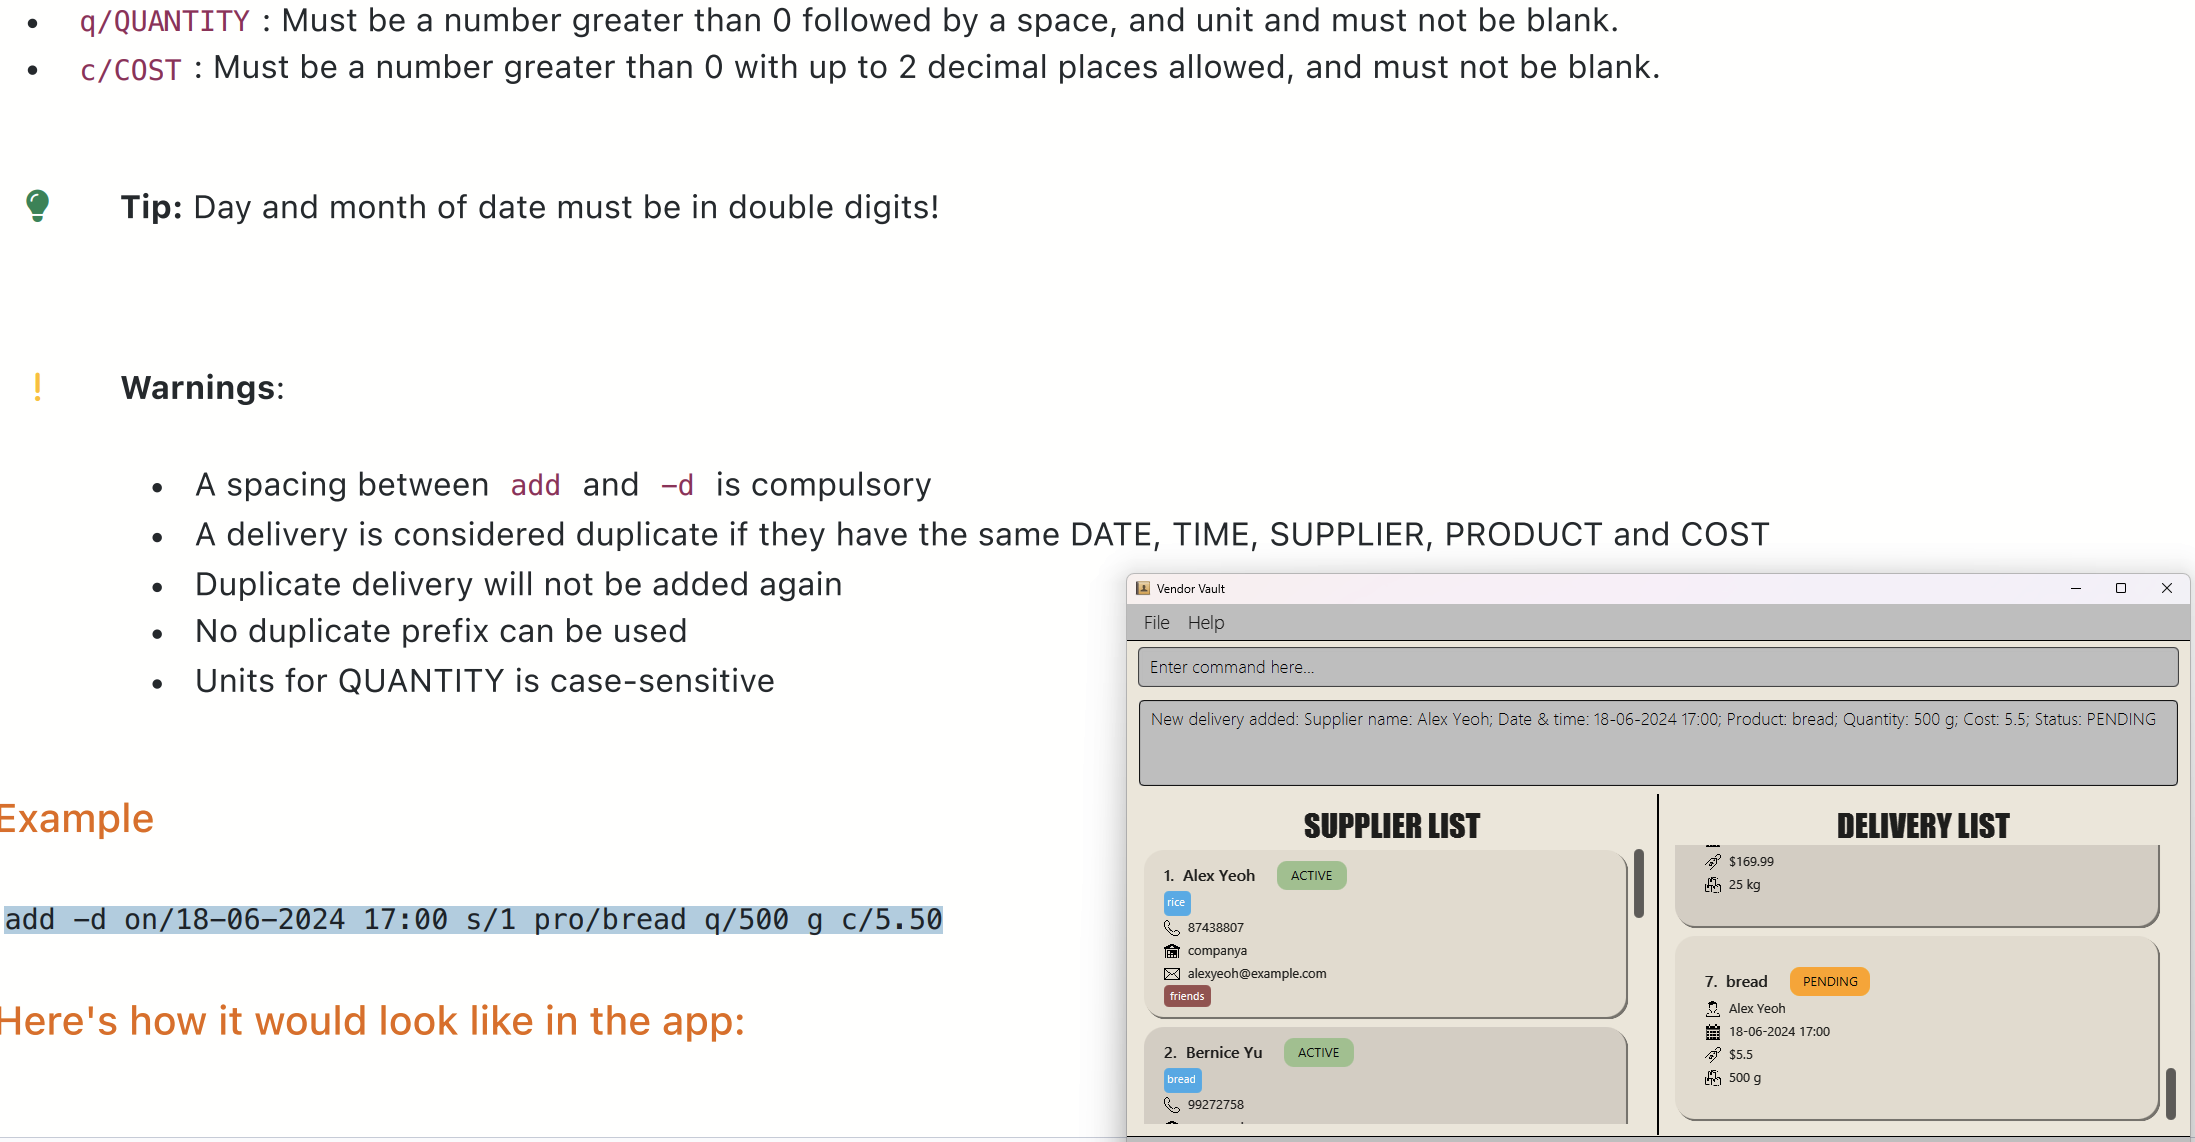 q/QUANTITY : Must be a number greater than 0 followed by a space, and unit and must not be blank.
c/COST : Must be a number greater than 0 with up to 2 decimal places allowed, and must not be blank.
Tip: Day and month of date must be in double digits!
Warnings:
A spacing between add and -d is compulsory
A delivery is considered duplicate if they have the same DATE, TIME, SUPPLIER, PRODUCT and COST
Duplicate delivery will not be added again
No duplicate prefix can be used
Units for QUANTITY is case-sensitive
Example
add -d on/18-06-2024 17:00 s/1 pro/bread q/500 g c/5.50
Here's how it would look like in the app:
Vendor Vault
File Help
Enter command here...
New delivery added: Supplier name: Alex Yeoh; Date & time: 18-06-2024 17:00; Product: bread; Quantity: 500 g; Cost: 5.5; Status: PENDING
SUPPLIER LIST
1. Alex Yeoh ACTIVE
rice
87438807
companya
alexyeoh@example.com
friends
2. Bernice Yu ACTIVE
bread
99272758
DELIVERY LIST
$169.99
25 kg
7. bread PENDING
Alex Yeoh
18-06-2024 17:00
$5.5
500 g